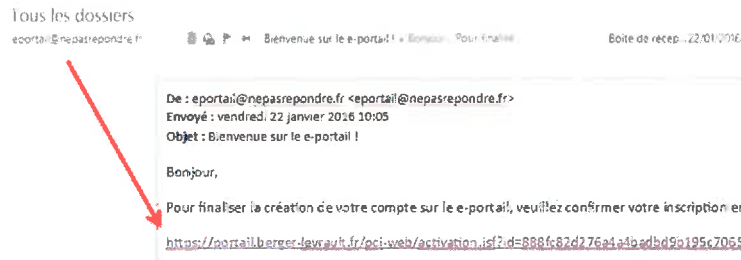 Tous les dossiers
eportail@nepasrepondre.fr Bienvenue sur le e-portail ! - Bonjour, Pour finalise Boîte de récep... 22/01/2016
De : eportail@nepasrepondre.fr <eportail@nepasrepondre.fr>
Envoyé : vendredi 22 janvier 2016 10:05
Objet : Bienvenue sur le e-portail !
Bonjour,
Pour finaliser la création de votre compte sur le e-portail, veuillez confirmer votre inscription en
https://portail.berger-levrault.fr/pci-web/activation.jsf?id=888fc82d276a4a4badbd9b195c7065